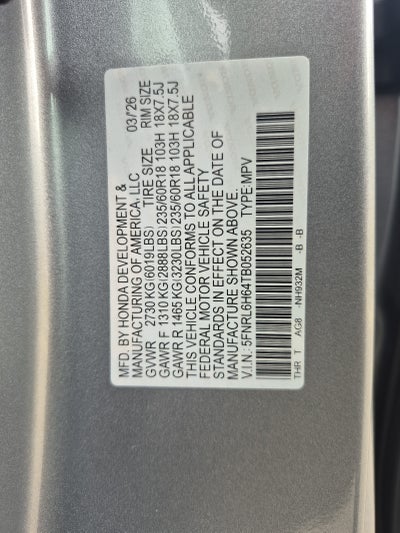 MFD. BY HONDA DEVELOPMENT & 03/26
MANUFACTURING OF AMERICA, LLC
GVWR 2730 KG(6019LBS) TIRE SIZE RIM SIZE
GAWR F 1310 KG(2888LBS) 235/60R18 103H 18X7.5J
GAWR R 1465 KG(3230LBS) 235/60R18 103H 18X7.5J
THIS VEHICLE CONFORMS TO ALL APPLICABLE
FEDERAL MOTOR VEHICLE SAFETY
STANDARDS IN EFFECT ON THE DATE OF
MANUFACTURE SHOWN ABOVE.
V.I.N.: 5FNRL6H64TB052635 TYPE:MPV
THR T AG8 -NH932M -B -B